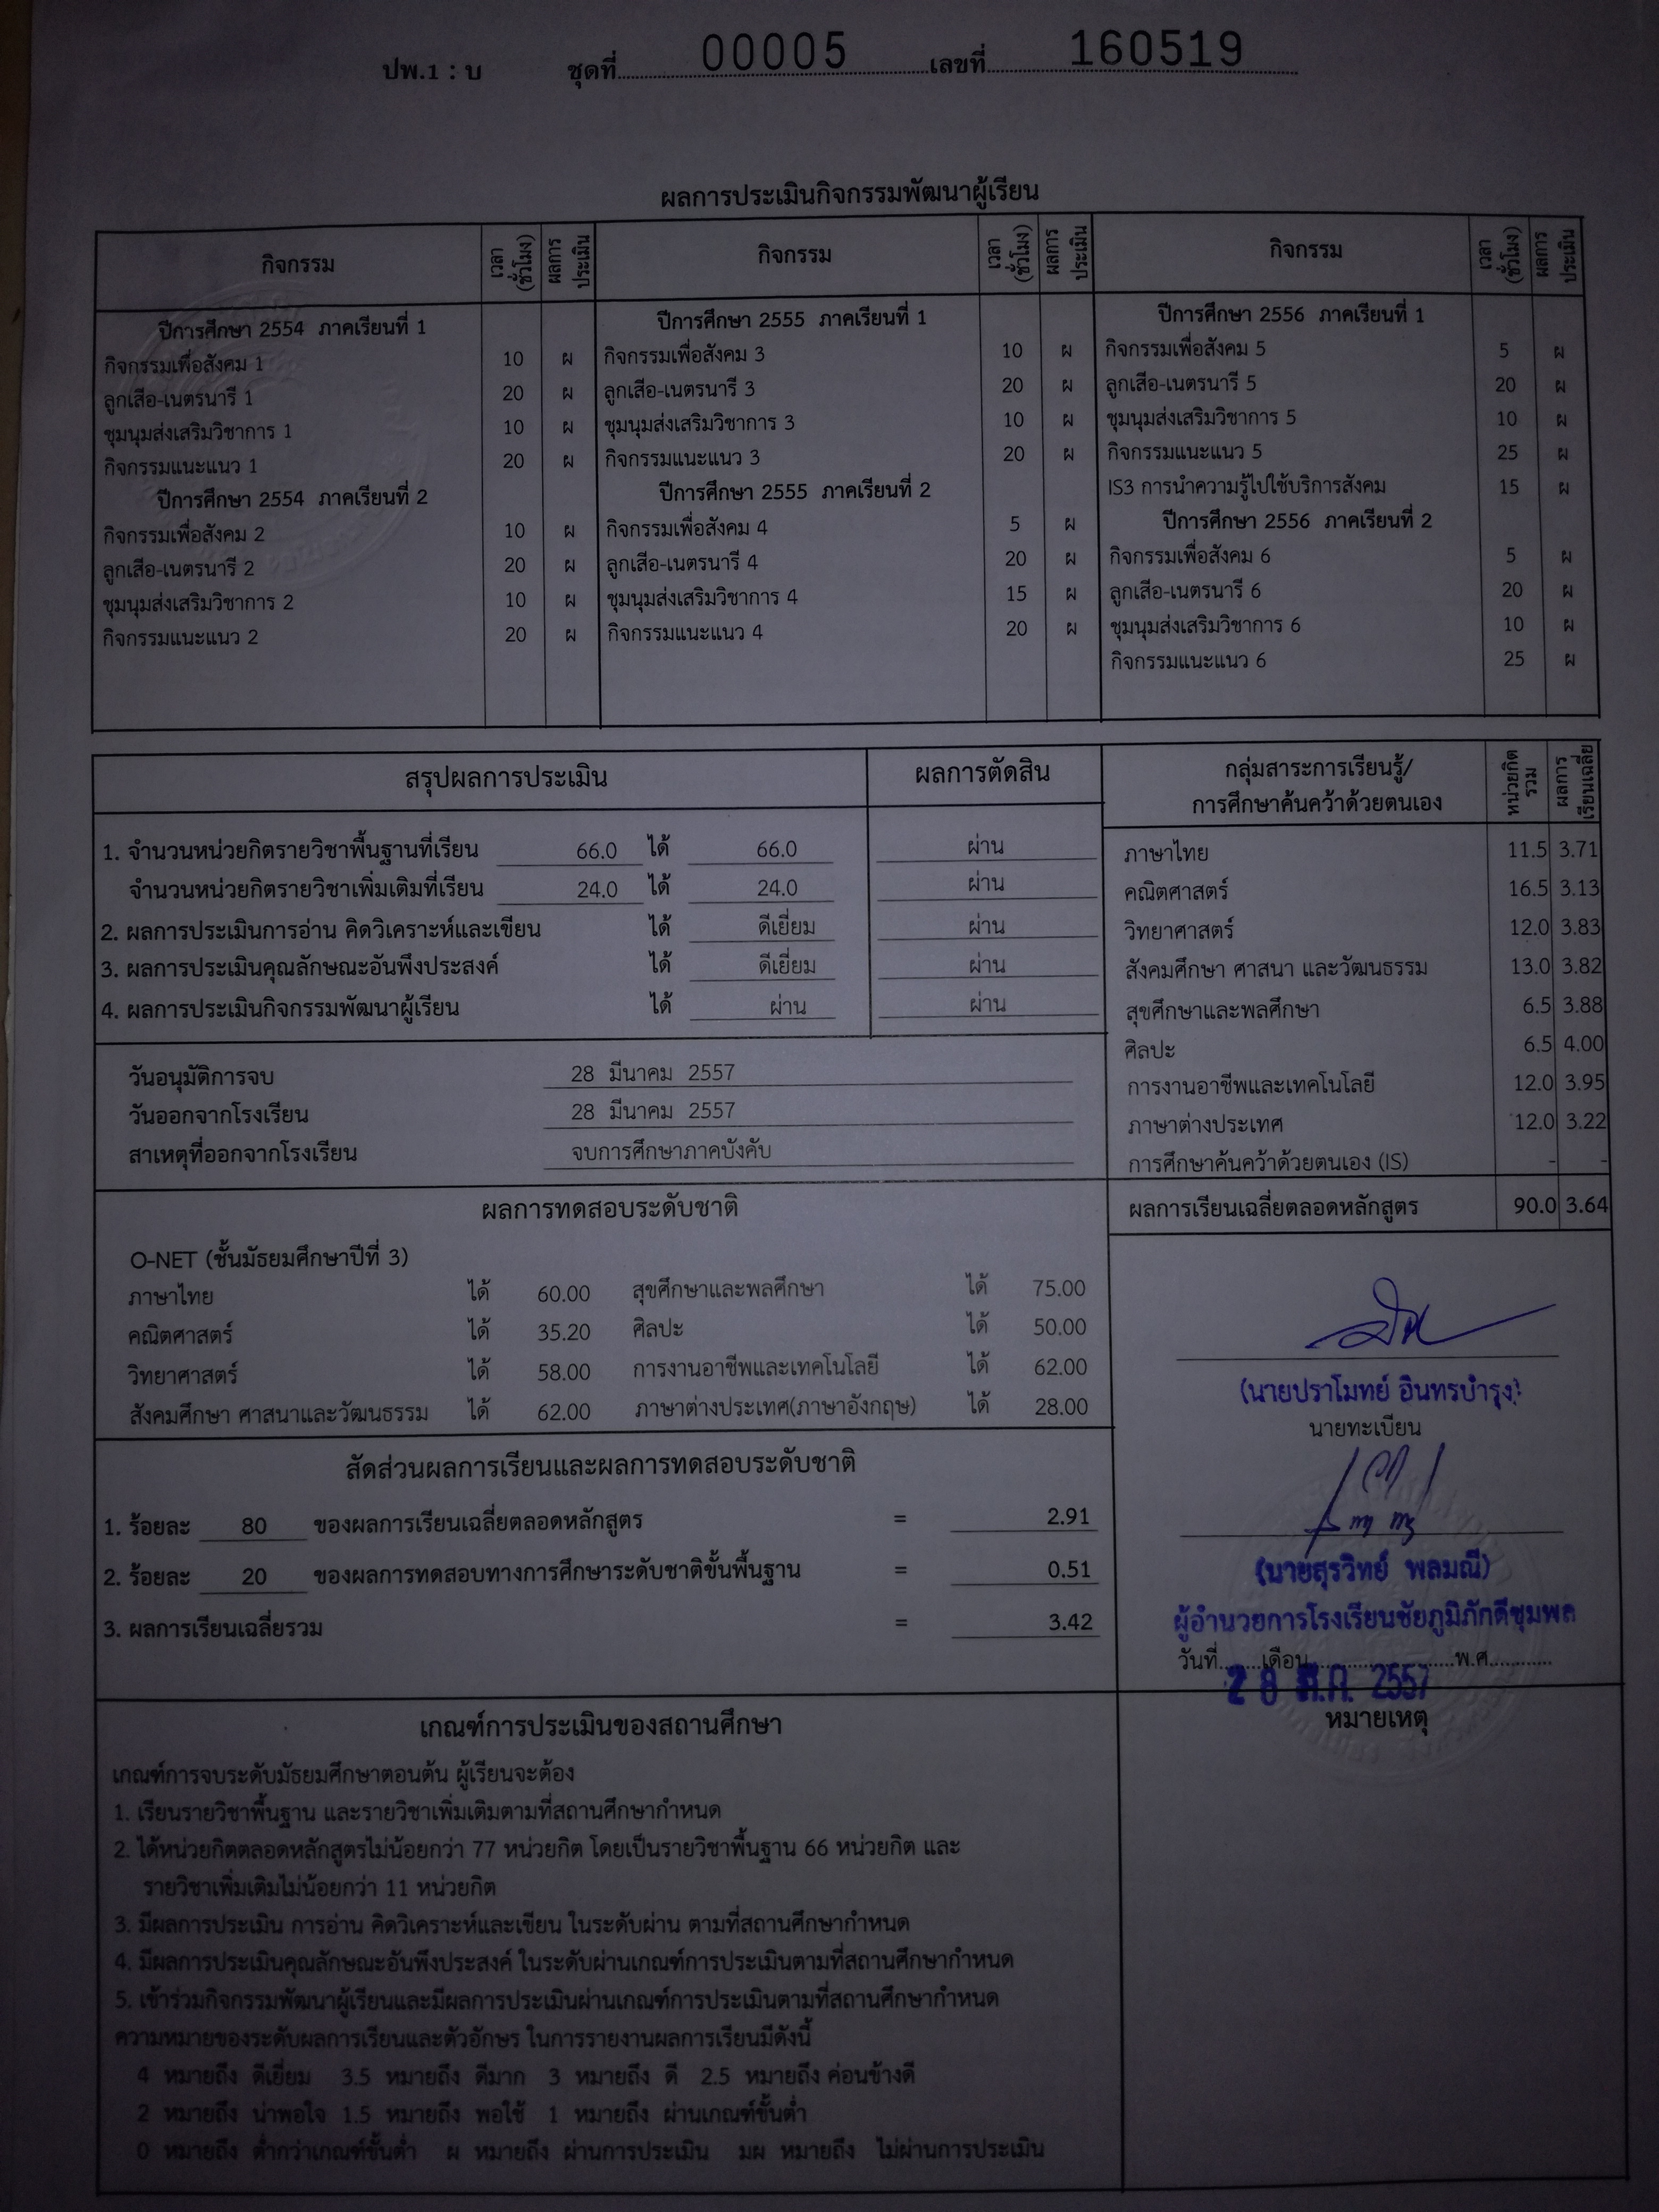 ปพ.1 : บ ชุดที่ 00005 เลขที่ 160519
ผลการประเมินกิจกรรมพัฒนาผู้เรียน
กิจกรรม เวลา (ชั่วโมง) ผลการประเมิน กิจกรรม เวลา (ชั่วโมง) ผลการประเมิน กิจกรรม เวลา (ชั่วโมง) ผลการประเมิน
ปีการศึกษา 2554 ภาคเรียนที่ 1
กิจกรรมเพื่อสังคม 1 10 ผ
ลูกเสือ-เนตรนารี 1 20 ผ
ชุมนุมส่งเสริมวิชาการ 1 10 ผ
กิจกรรมแนะแนว 1 20 ผ
ปีการศึกษา 2554 ภาคเรียนที่ 2
กิจกรรมเพื่อสังคม 2 10 ผ
ลูกเสือ-เนตรนารี 2 20 ผ
ชุมนุมส่งเสริมวิชาการ 2 10 ผ
กิจกรรมแนะแนว 2 20 ผ
ปีการศึกษา 2555 ภาคเรียนที่ 1
กิจกรรมเพื่อสังคม 3 10 ผ
ลูกเสือ-เนตรนารี 3 20 ผ
ชุมนุมส่งเสริมวิชาการ 3 10 ผ
กิจกรรมแนะแนว 3 20 ผ
ปีการศึกษา 2555 ภาคเรียนที่ 2
กิจกรรมเพื่อสังคม 4 5 ผ
ลูกเสือ-เนตรนารี 4 20 ผ
ชุมนุมส่งเสริมวิชาการ 4 15 ผ
กิจกรรมแนะแนว 4 20 ผ
ปีการศึกษา 2556 ภาคเรียนที่ 1
กิจกรรมเพื่อสังคม 5 5 ผ
ลูกเสือ-เนตรนารี 5 20 ผ
ชุมนุมส่งเสริมวิชาการ 5 10 ผ
กิจกรรมแนะแนว 5 25 ผ
IS3 การนำความรู้ไปใช้บริการสังคม 15 ผ
ปีการศึกษา 2556 ภาคเรียนที่ 2
กิจกรรมเพื่อสังคม 6 5 ผ
ลูกเสือ-เนตรนารี 6 20 ผ
ชุมนุมส่งเสริมวิชาการ 6 10 ผ
กิจกรรมแนะแนว 6 25 ผ
สรุปผลการประเมิน ผลการตัดสิน
1. จำนวนหน่วยกิตรายวิชาพื้นฐานที่เรียน 66.0 ได้ 66.0 ผ่าน
จำนวนหน่วยกิตรายวิชาเพิ่มเติมที่เรียน 24.0 ได้ 24.0 ผ่าน
2. ผลการประเมินการอ่าน คิดวิเคราะห์และเขียน ได้ ดีเยี่ยม ผ่าน
3. ผลการประเมินคุณลักษณะอันพึงประสงค์ ได้ ดีเยี่ยม ผ่าน
4. ผลการประเมินกิจกรรมพัฒนาผู้เรียน ได้ ผ่าน ผ่าน
วันอนุมัติการจบ 28 มีนาคม 2557
วันออกจากโรงเรียน 28 มีนาคม 2557
สาเหตุที่ออกจากโรงเรียน จบการศึกษาภาคบังคับ
กลุ่มสาระการเรียนรู้/ หน่วยกิตรวม ผลการเรียนเฉลี่ย
การศึกษาค้นคว้าด้วยตนเอง
ภาษาไทย 11.5 3.71
คณิตศาสตร์ 16.5 3.13
วิทยาศาสตร์ 12.0 3.83
สังคมศึกษา ศาสนา และวัฒนธรรม 13.0 3.82
สุขศึกษาและพลศึกษา 6.5 3.88
ศิลปะ 6.5 4.00
การงานอาชีพและเทคโนโลยี 12.0 3.95
ภาษาต่างประเทศ 12.0 3.22
การศึกษาค้นคว้าด้วยตนเอง (IS) - -
ผลการเรียนเฉลี่ยตลอดหลักสูตร 90.0 3.64
ผลการทดสอบระดับชาติ
O-NET (ชั้นมัธยมศึกษาปีที่ 3)
ภาษาไทย ได้ 60.00 สุขศึกษาและพลศึกษา ได้ 75.00
คณิตศาสตร์ ได้ 35.20 ศิลปะ ได้ 50.00
วิทยาศาสตร์ ได้ 58.00 การงานอาชีพและเทคโนโลยี ได้ 62.00
สังคมศึกษา ศาสนาและวัฒนธรรม ได้ 62.00 ภาษาต่างประเทศ(ภาษาอังกฤษ) ได้ 28.00
สัดส่วนผลการเรียนและผลการทดสอบระดับชาติ
1. ร้อยละ 80 ของผลการเรียนเฉลี่ยตลอดหลักสูตร = 2.91
2. ร้อยละ 20 ของผลการทดสอบทางการศึกษาระดับชาติขั้นพื้นฐาน = 0.51
3. ผลการเรียนเฉลี่ยรวม = 3.42
(นายปราโมทย์ อินทรบำรุง)
นายทะเบียน
(นายสุรวิทย์ พลมณี)
ผู้อำนวยการโรงเรียนชัยภูมิภักดีชุมพล
วันที่........เดือน......................พ.ศ............
28 2557
หมายเหตุ
เกณฑ์การประเมินของสถานศึกษา
เกณฑ์การจบระดับมัธยมศึกษาตอนต้น ผู้เรียนจะต้อง
1. เรียนรายวิชาพื้นฐาน และรายวิชาเพิ่มเติมตามที่สถานศึกษากำหนด
2. ได้หน่วยกิตตลอดหลักสูตรไม่น้อยกว่า 77 หน่วยกิต โดยเป็นรายวิชาพื้นฐาน 66 หน่วยกิต และ
รายวิชาเพิ่มเติมไม่น้อยกว่า 11 หน่วยกิต
3. มีผลการประเมิน การอ่าน คิดวิเคราะห์และเขียน ในระดับผ่าน ตามที่สถานศึกษากำหนด
4. มีผลการประเมินคุณลักษณะอันพึงประสงค์ ในระดับผ่านเกณฑ์การประเมินตามที่สถานศึกษากำหนด
5. เข้าร่วมกิจกรรมพัฒนาผู้เรียนและมีผลการประเมินผ่านเกณฑ์การประเมินตามที่สถานศึกษากำหนด
ความหมายของระดับผลการเรียนและตัวอักษร ในการรายงานผลการเรียนมีดังนี้
4 หมายถึง ดีเยี่ยม 3.5 หมายถึง ดีมาก 3 หมายถึง ดี 2.5 หมายถึง ค่อนข้างดี
2 หมายถึง น่าพอใจ 1.5 หมายถึง พอใช้ 1 หมายถึง ผ่านเกณฑ์ขั้นต่ำ
0 หมายถึง ต่ำกว่าเกณฑ์ขั้นต่ำ ผ หมายถึง ผ่านการประเมิน มผ หมายถึง ไม่ผ่านการประเมิน